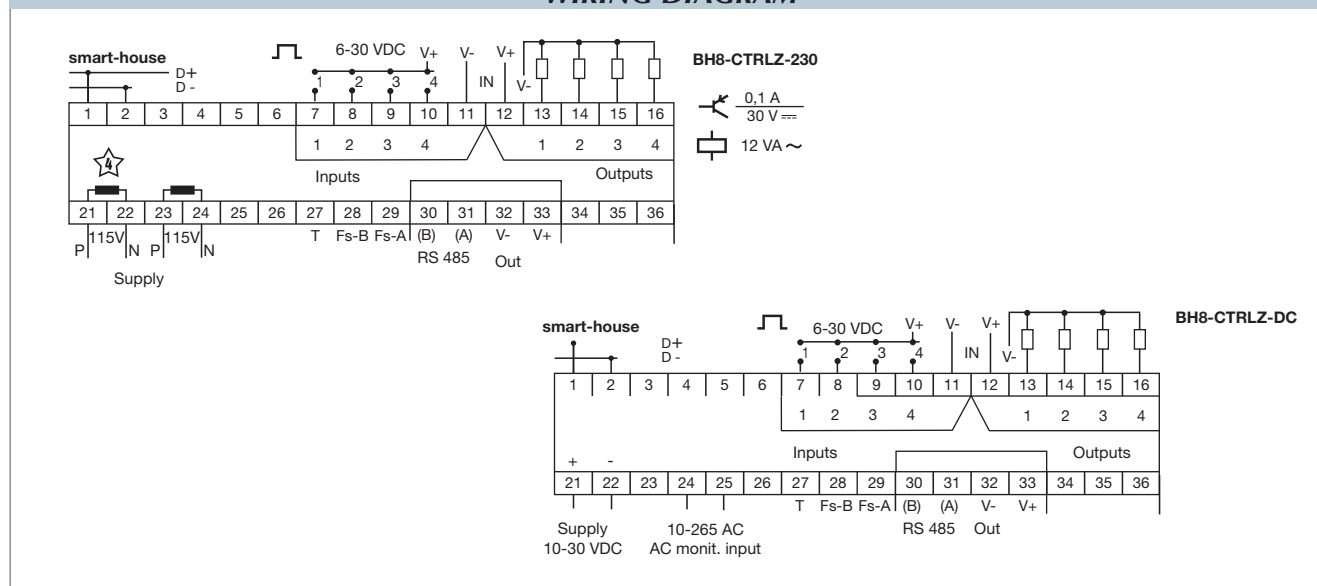 WIRING DIAGRAM
smart-house
D+
D -
6-30 VDC V+ V- V+
1 2 3 4 IN V-
BH8-CTRLZ-230
0,1 A
30 V
12 VA
1 2 3 4 5 6 7 8 9 10 11 12 13 14 15 16
1 2 3 4 1 2 3 4
4
Inputs Outputs
21 22 23 24 25 26 27 28 29 30 31 32 33 34 35 36
P 115V N P 115V N T Fs-B Fs-A (B) (A) V- V+
RS 485 Out
Supply
smart-house
D+
D -
6-30 VDC V+ V- V+
1 2 3 4 IN V-
BH8-CTRLZ-DC
1 2 3 4 5 6 7 8 9 10 11 12 13 14 15 16
1 2 3 4 1 2 3 4
Inputs Outputs
+ -
21 22 23 24 25 26 27 28 29 30 31 32 33 34 35 36
T Fs-B Fs-A (B) (A) V- V+
Supply 10-265 AC RS 485 Out
10-30 VDC AC monit. input